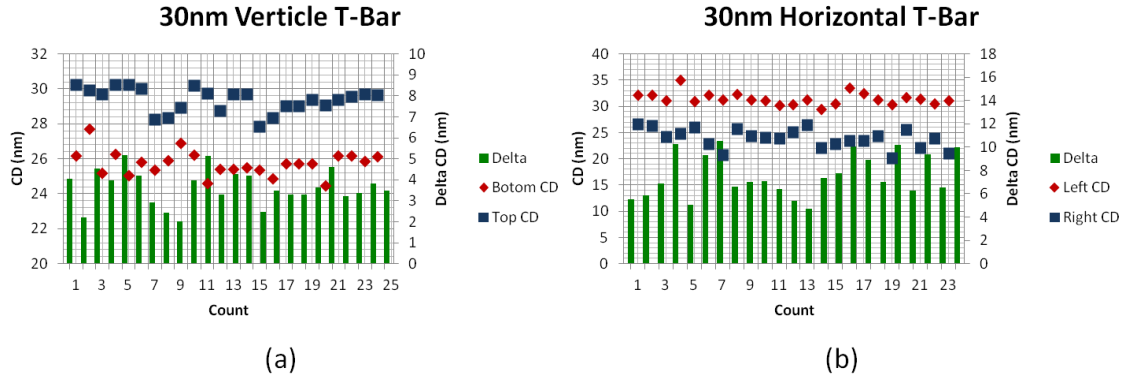 30nm Verticle T-Bar
CD (nm)
32
30
28
26
24
22
20
10
9
8
7
6
5
4
3
2
1
0
Delta CD (nm)
Delta
Bottom CD
Top CD
1 3 5 7 9 11 13 15 17 19 21 23 25
Count
(a)
30nm Horizontal T-Bar
CD (nm)
40
35
30
25
20
15
10
5
0
18
16
14
12
10
8
6
4
2
0
Delta CD (nm)
Delta
Left CD
Right CD
1 3 5 7 9 11 13 15 17 19 21 23
Count
(b)